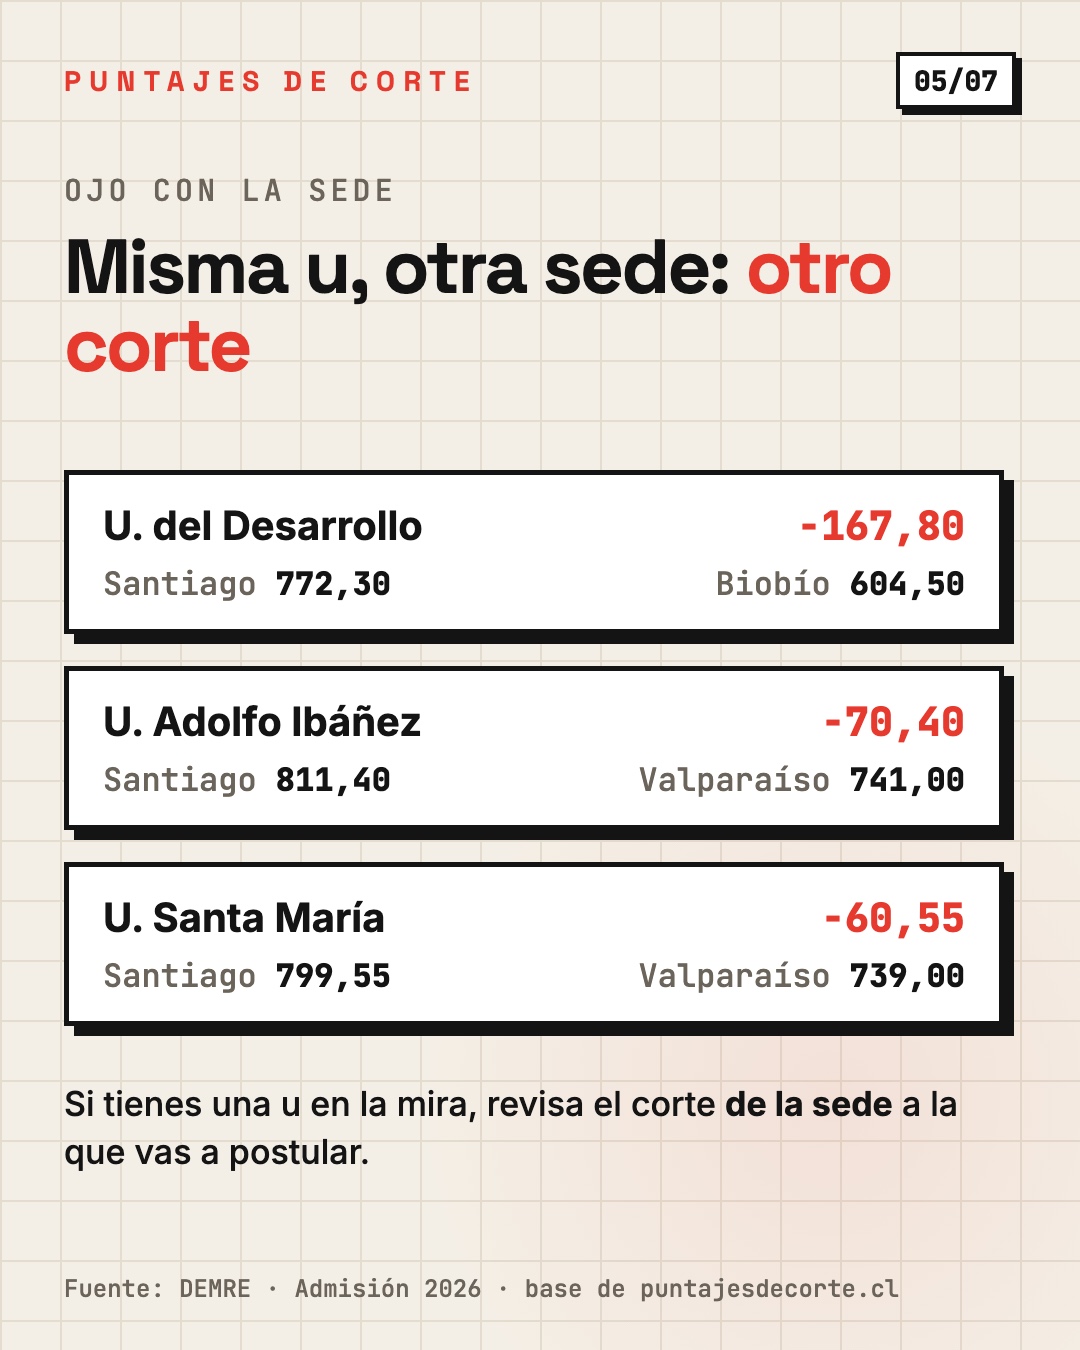 PUNTAJES DE CORTE
05/07
OJO CON LA SEDE
Misma u, otra sede: otro
corte
U. del Desarrollo -167,80
Santiago 772,30 Biobío 604,50
U. Adolfo Ibáñez -70,40
Santiago 811,40 Valparaíso 741,00
U. Santa María -60,55
Santiago 799,55 Valparaíso 739,00
Si tienes una u en la mira, revisa el corte de la sede a la
que vas a postular.
Fuente: DEMRE · Admisión 2026 · base de puntajesdecorte.cl